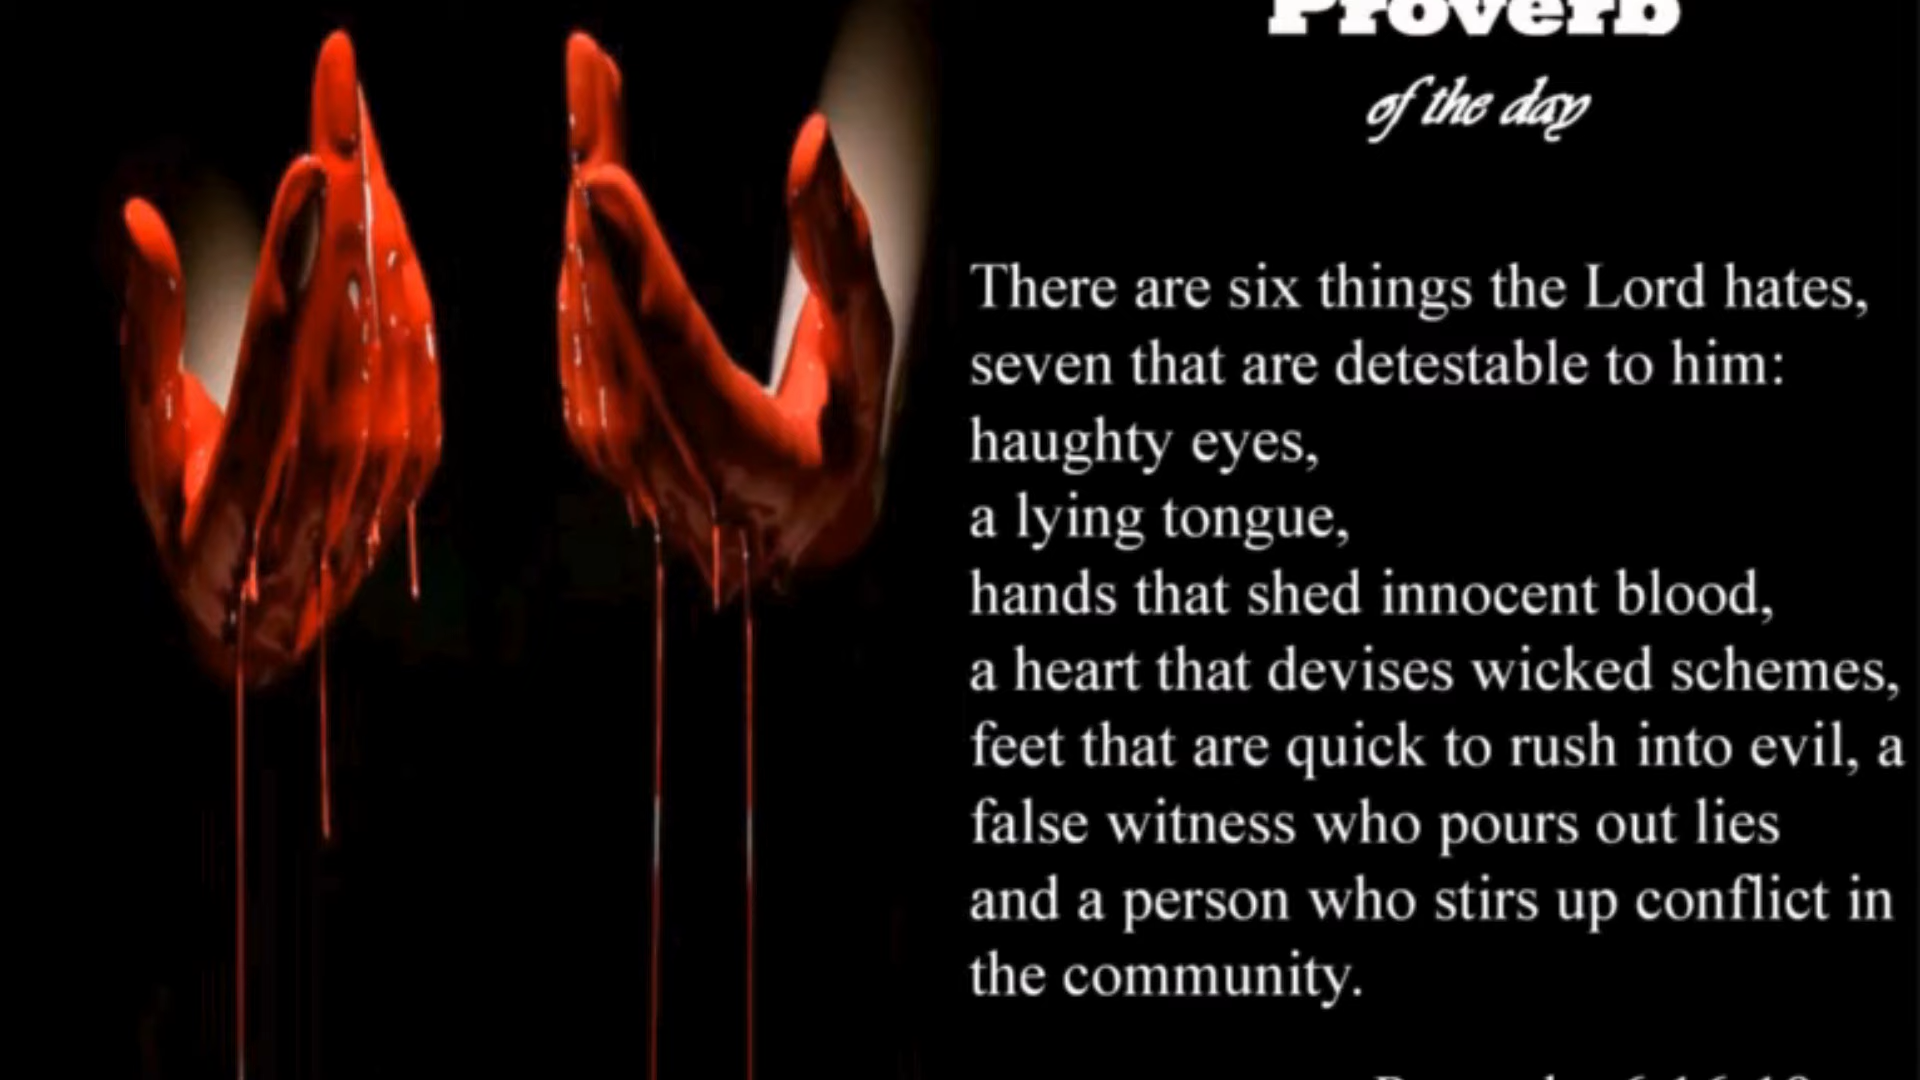 Proverb
of the day
There are six things the Lord hates,
seven that are detestable to him:
haughty eyes,
a lying tongue,
hands that shed innocent blood,
a heart that devises wicked schemes,
feet that are quick to rush into evil, a
false witness who pours out lies
and a person who stirs up conflict in
the community.